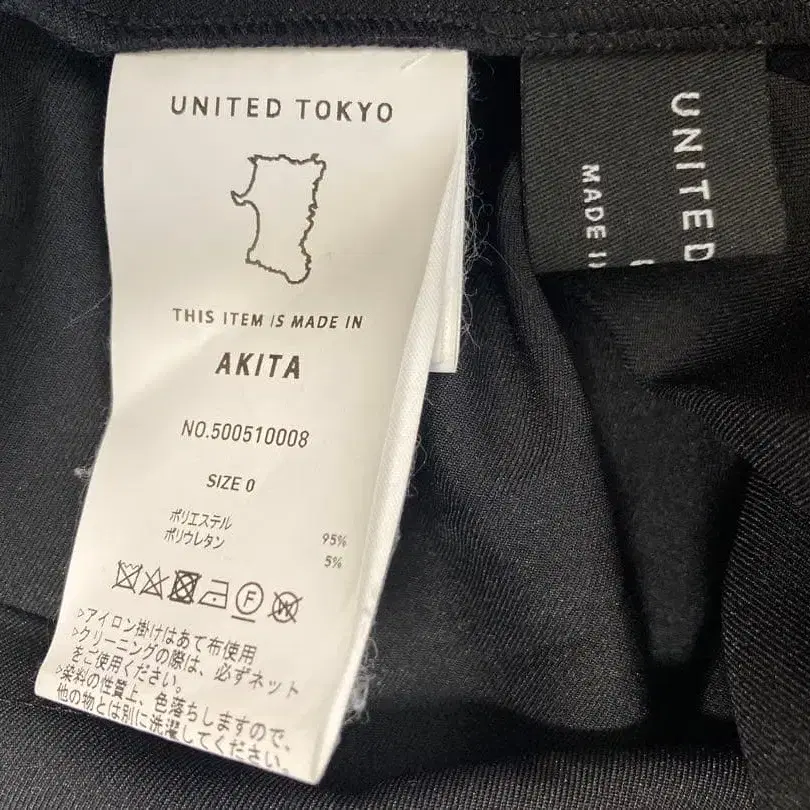 UNITED TOKYO
THIS ITEM IS MADE IN
AKITA
NO.500510008
SIZE 0
ポリエステル 95%
ポリウレタン 5%
P W
▷アイロン掛けはあて布使用
▷クリーニングの際は、必ずネット
をご使用ください。
▷染料の性質上、色落ちしますので、
他の物とは別に洗濯してください。
UNITED
MADE I